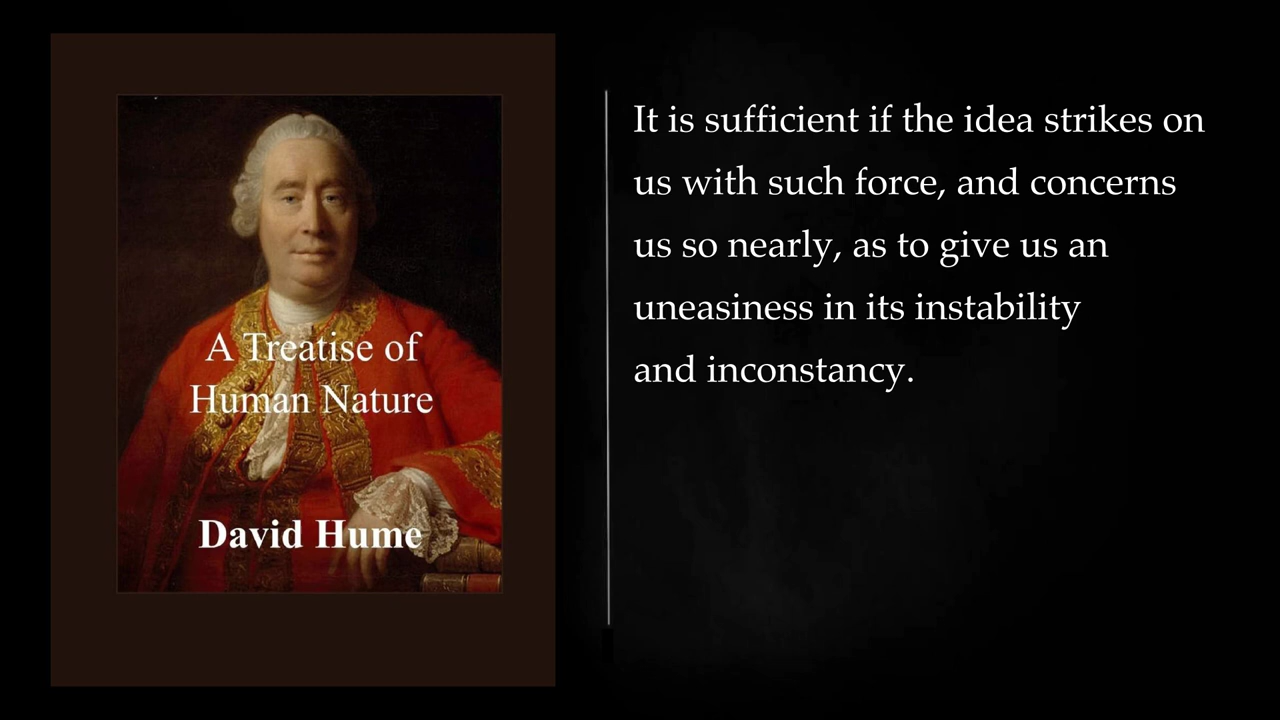 A Treatise of
Human Nature
David Hume
It is sufficient if the idea strikes on
us with such force, and concerns
us so nearly, as to give us an
uneasiness in its instability
and inconstancy.